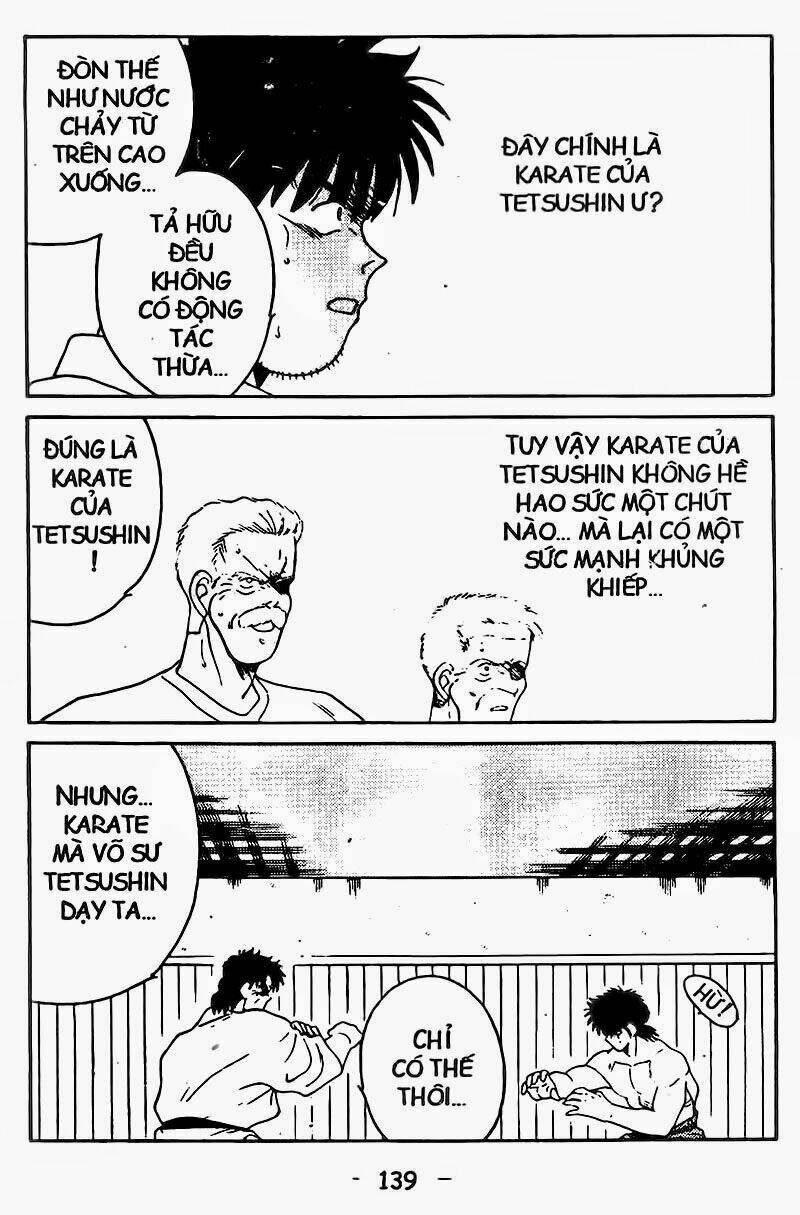 ĐÒN THẾ
NHƯ NƯỚC
CHẢY TỪ
TRÊN CAO
XUỐNG...
TẢ HỮU
ĐỀU
KHÔNG
CÓ ĐỘNG
TÁC
THỪA...
ĐÂY CHÍNH LÀ
KARATE CỦA
TETSUSHIN Ư?
ĐÚNG LÀ
KARATE
CỦA
TETSUSHIN
!
TUY VẬY KARATE CỦA
TETSUSHIN KHÔNG HỀ
HAO SỨC MỘT CHÚT
NÀO... MÀ LẠI CÓ MỘT
SỨC MẠNH KHỦNG
KHIẾP...
NHƯNG...
KARATE
MÀ VÕ SƯ
TETSUSHIN
DẠY TA...
CHỈ
CÓ THẾ
THÔI...
HỪ!
- 139 -